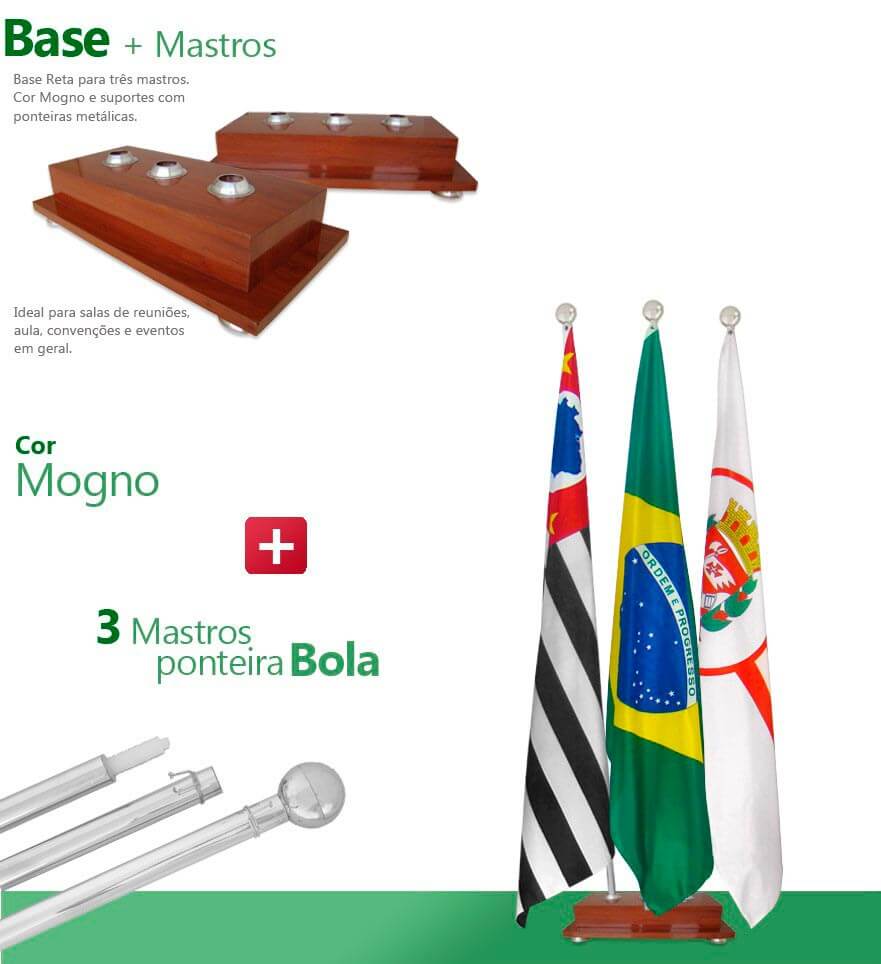 Base + Mastros
Base Reta para três mastros.
Cor Mogno e suportes com
ponteiras metálicas.
Ideal para salas de reuniões,
aula, convenções e eventos
em geral.
Cor
Mogno
3 Mastros
ponteira Bola
ORDEM E PROGRESSO